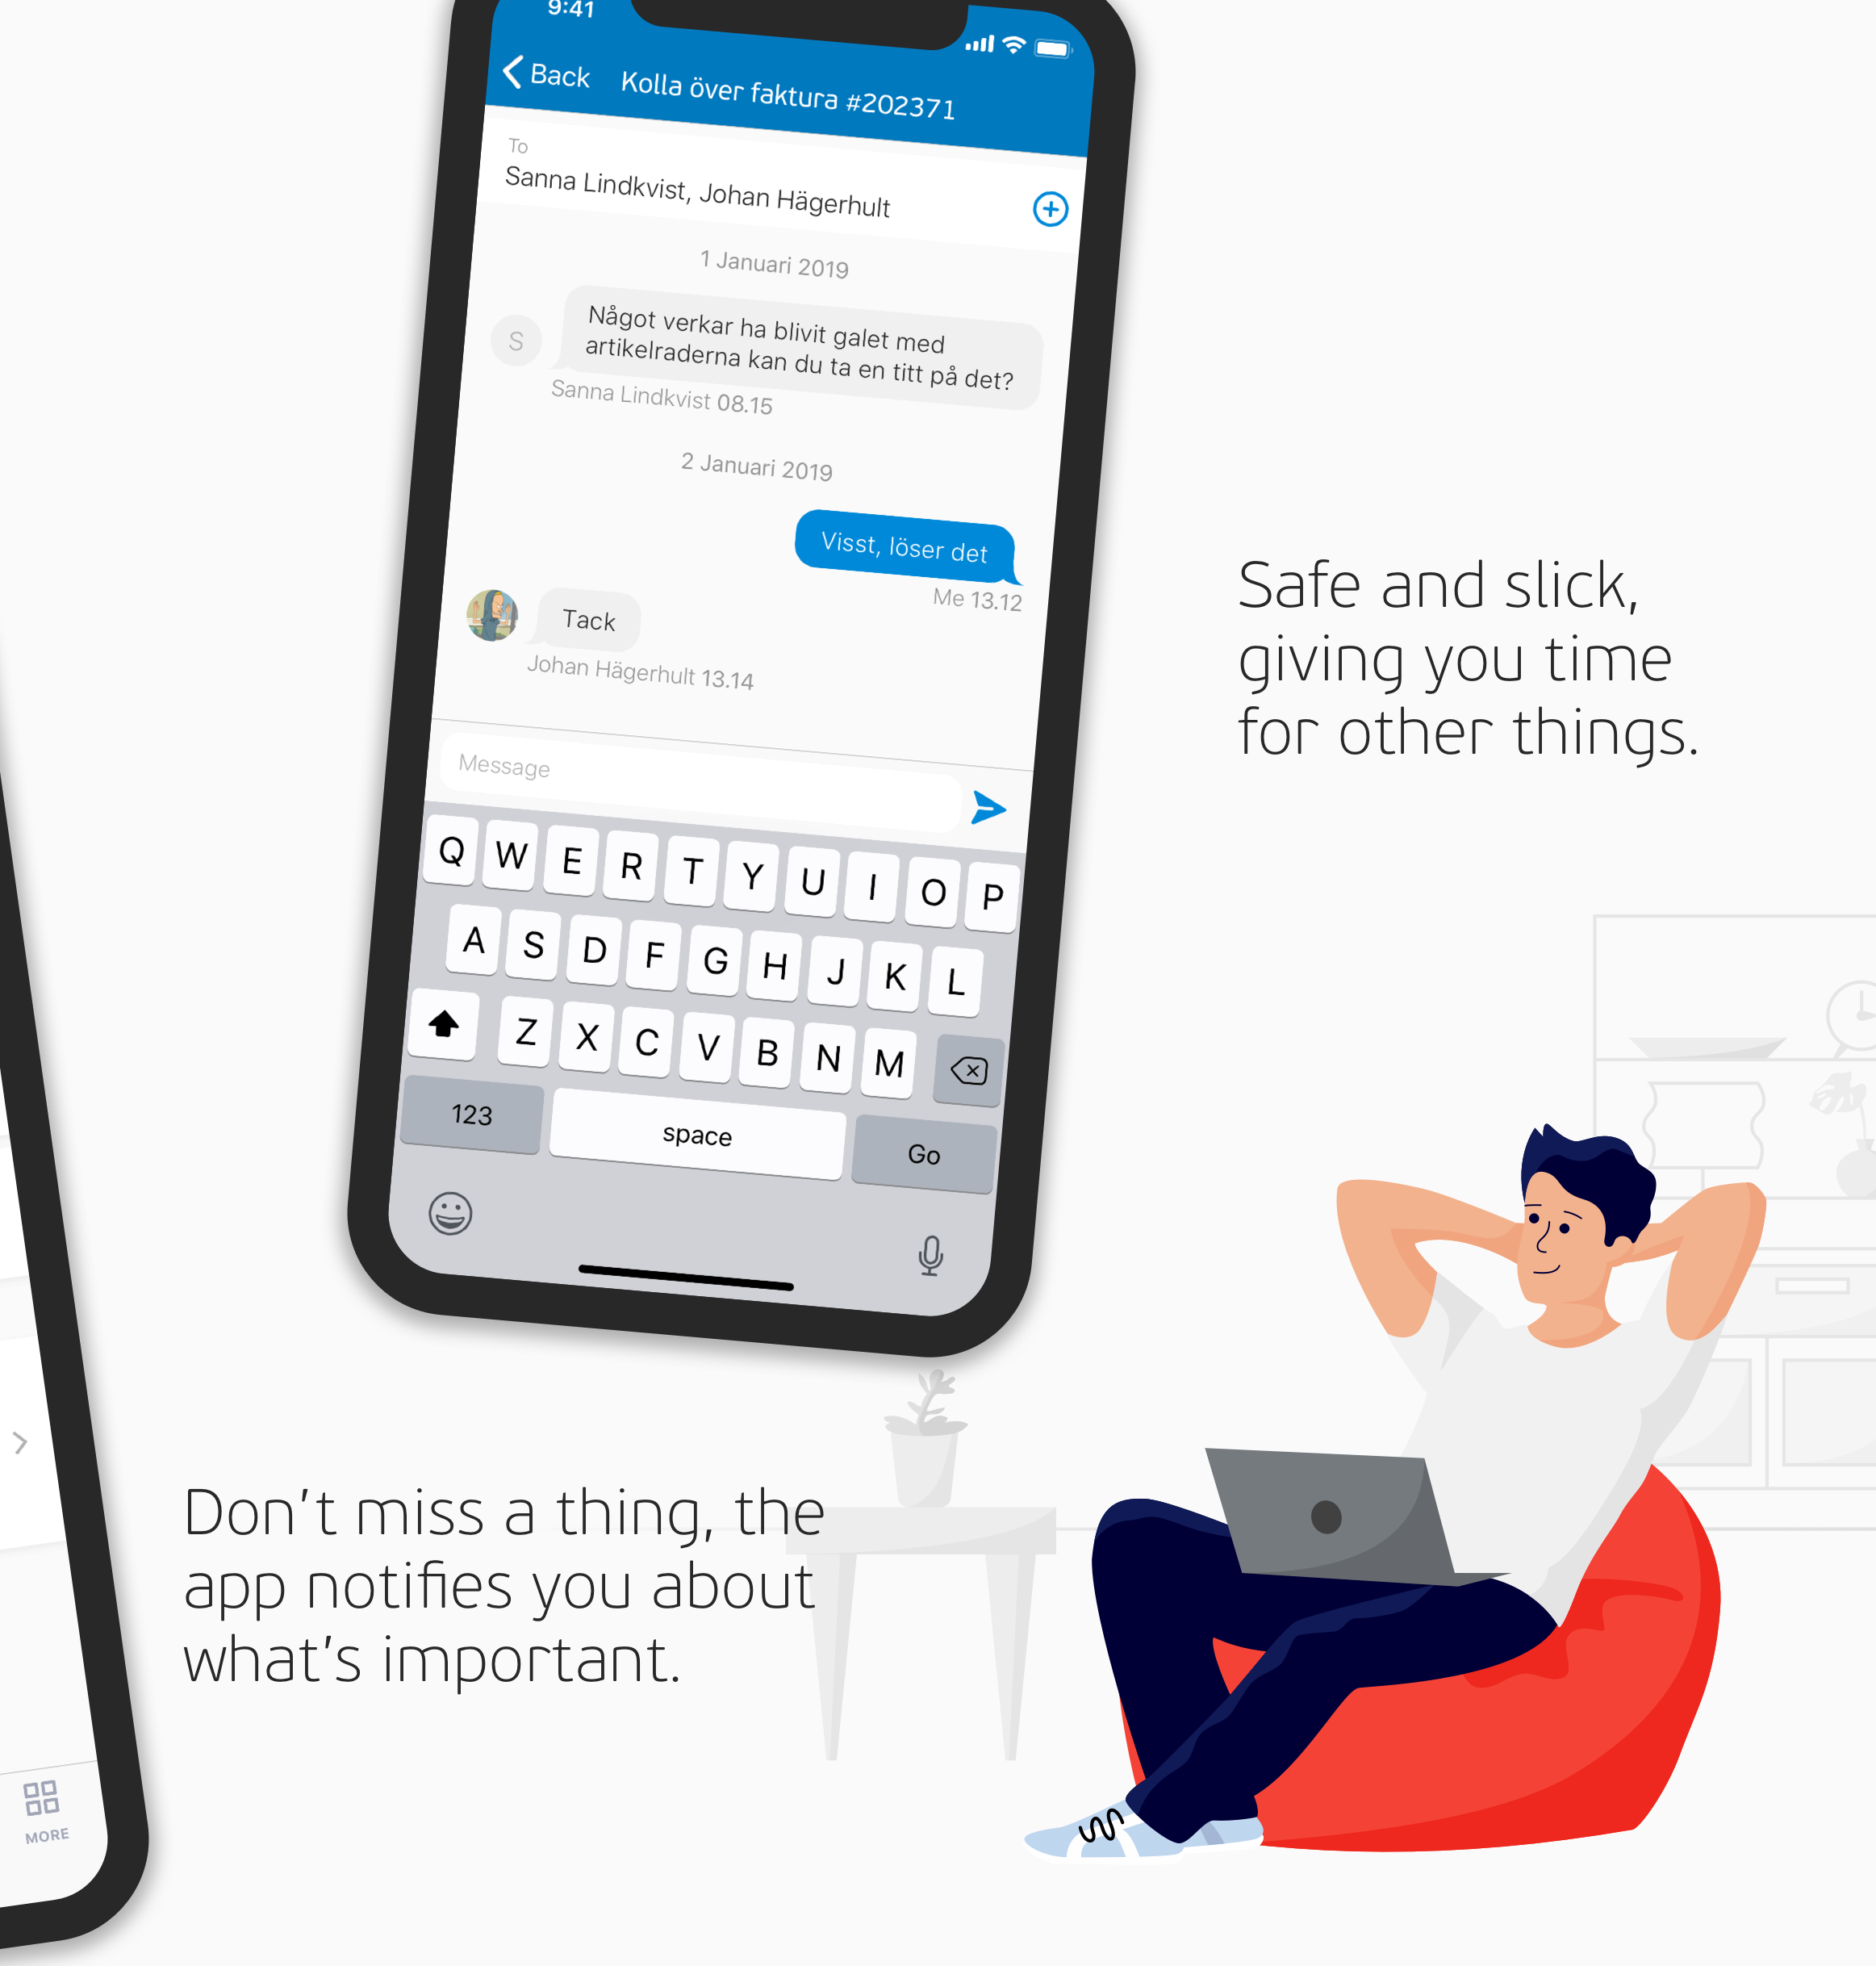 9:41
Back
Kolla över faktura #202371
To
Sanna Lindkvist, Johan Hägerhult
1 Januari 2019
S
Något verkar ha blivit galet med
artikelraderna kan du ta en titt på det?
Sanna Lindkvist 08.15
2 Januari 2019
Visst, löser det
Me 13.12
Tack
Johan Hägerhult 13.14
Message
Q W E R T Y U I O P
A S D F G H J K L
Z X C V B N M
123 space Go
Safe and slick,
giving you time
for other things.
Don't miss a thing, the
app notifies you about
what's important.
MORE